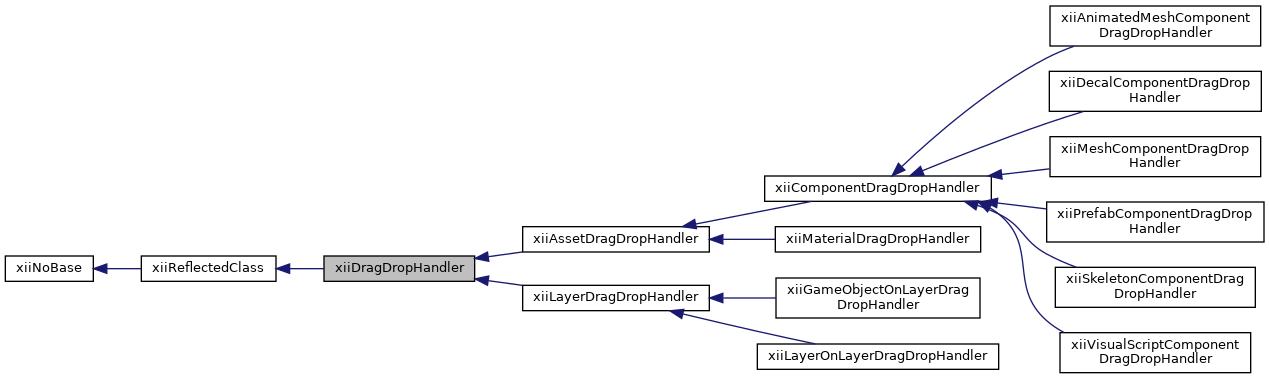 xiiNoBase
xiiReflectedClass
xiiDragDropHandler
xiiAssetDragDropHandler
xiiLayerDragDropHandler
xiiComponentDragDropHandler
xiiMaterialDragDropHandler
xiiGameObjectOnLayerDrag
DropHandler
xiiLayerOnLayerDragDropHandler
xiiAnimatedMeshComponent
DragDropHandler
xiiDecalComponentDragDrop
Handler
xiiMeshComponentDragDrop
Handler
xiiPrefabComponentDragDrop
Handler
xiiSkeletonComponentDrag
DropHandler
xiiVisualScriptComponent
DragDropHandler